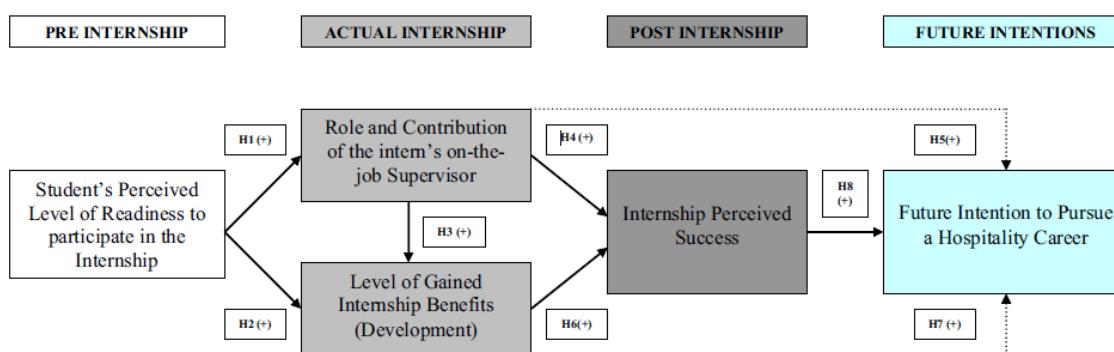 PRE INTERNSHIP
ACTUAL INTERNSHIP
POST INTERNSHIP
FUTURE INTENTIONS
H1 (+)
Role and Contribution
of the intern's on-the-
job Supervisor
H4 (+)
H5(+)
Student's Perceived
Level of Readiness to
participate in the
Internship
H3 (+)
Internship Perceived
Success
H8
(+)
Future Intention to Pursue
a Hospitality Career
H2 (+)
Level of Gained
Internship Benefits
(Development)
H6(+)
H7 (+)